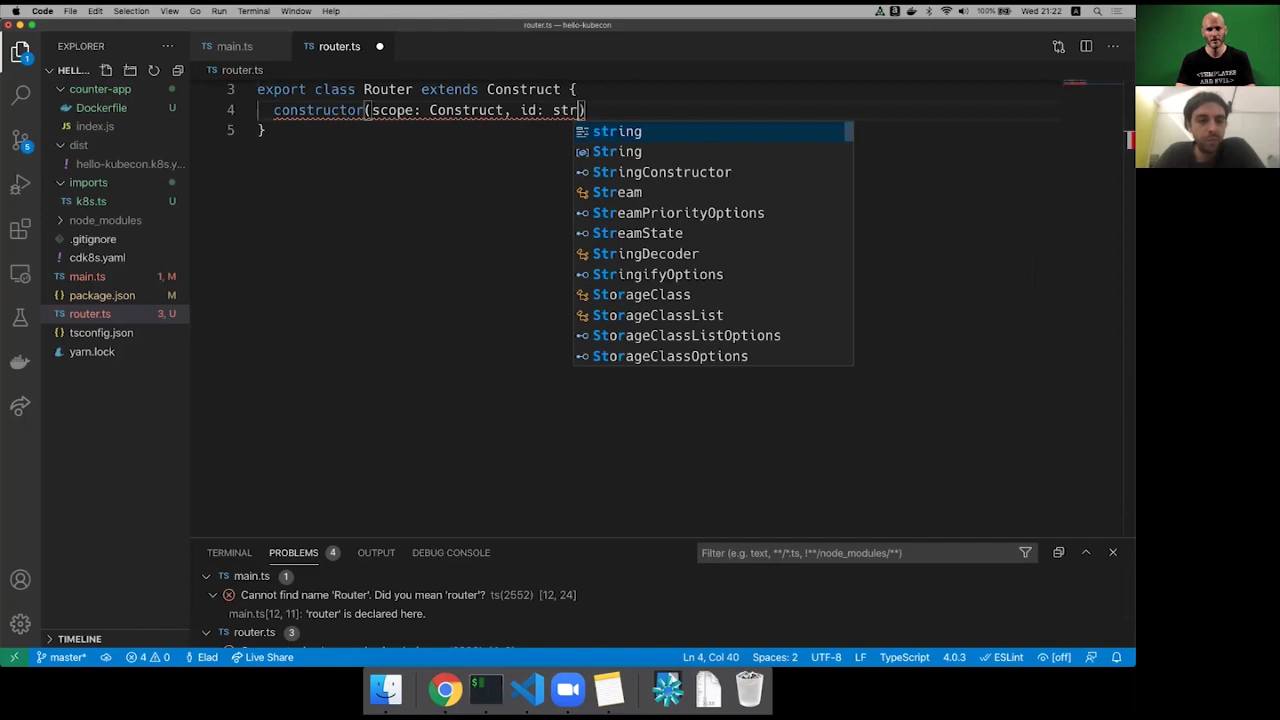 Code File Edit Selection View Go Run Terminal Window Help 100% Wed 21:22
router.ts — hello-kubecon
EXPLORER
TS main.ts
TS router.ts
HELL...
TS router.ts
counter-app
Dockerfile U
index.js
dist
hello-kubecon.k8s.y...
imports
TS k8s.ts U
node_modules
.gitignore
cdk8s.yaml
TS main.ts 1, M
{} package.json M
TS router.ts 3, U
TS tsconfig.json
yarn.lock
TIMELINE
1
5
3 export class Router extends Construct {
4 constructor(scope: Construct, id: str)
5 }
string
String
StringConstructor
Stream
StreamPriorityOptions
StreamState
StringDecoder
StringifyOptions
StorageClass
StorageClassList
StorageClassListOptions
StorageClassOptions
TERMINAL PROBLEMS 4 OUTPUT DEBUG CONSOLE Filter (e.g. text, **/*.ts, !**/node_modules/**)
TS main.ts 1
Cannot find name 'Router'. Did you mean 'router'? ts(2552) [12, 24]
main.ts[12, 11]: 'router' is declared here.
TS router.ts 3
master* 4 0 Elad Live Share Ln 4, Col 40 Spaces: 2 UTF-8 LF TypeScript 4.0.3 ESLint [off]
<TEMPLATES
ARE EVIL>